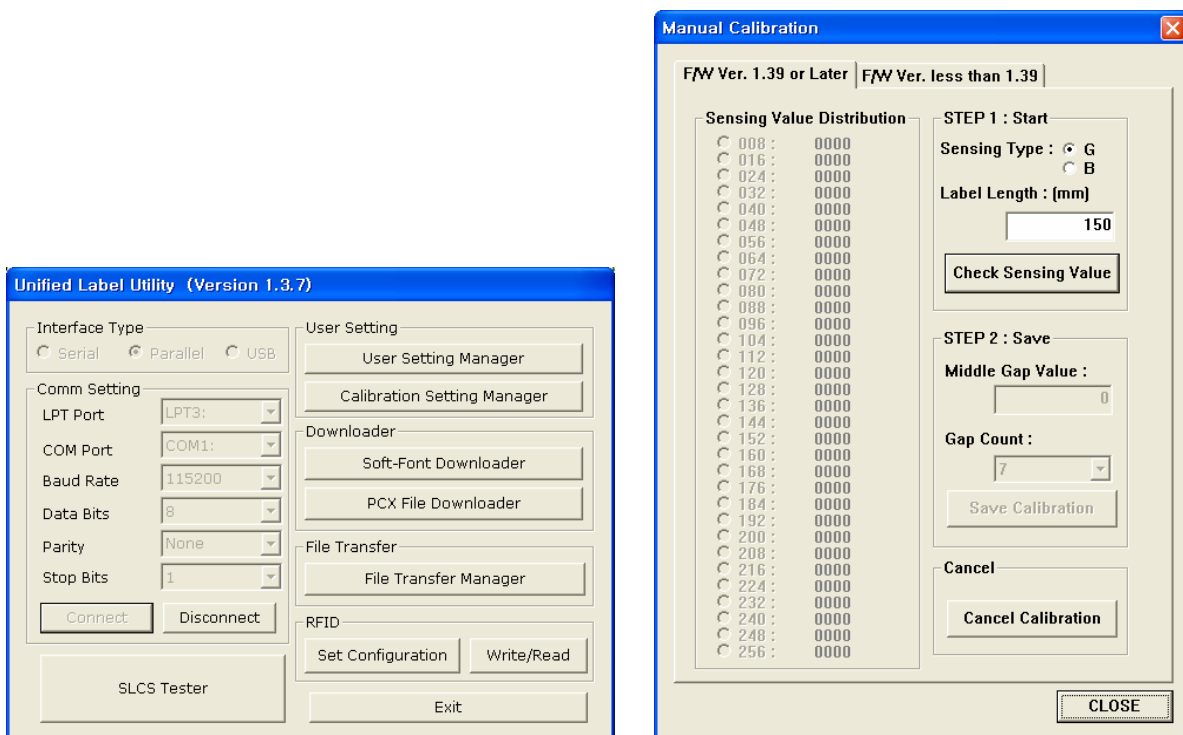 Unified Label Utility (Version 1.3.7)
Interface Type
Serial Parallel USB
Comm Setting
LPT Port LPT3:
COM Port COM1:
Baud Rate 115200
Data Bits 8
Parity None
Stop Bits 1
Connect Disconnect
SLCS Tester
User Setting
User Setting Manager
Calibration Setting Manager
Downloader
Soft-Font Downloader
PCX File Downloader
File Transfer
File Transfer Manager
RFID
Set Configuration Write/Read
Exit
Manual Calibration
F/W Ver. 1.39 or Later F/W Ver. less than 1.39
Sensing Value Distribution
008 : 0000
016 : 0000
024 : 0000
032 : 0000
040 : 0000
048 : 0000
056 : 0000
064 : 0000
072 : 0000
080 : 0000
088 : 0000
096 : 0000
104 : 0000
112 : 0000
120 : 0000
128 : 0000
136 : 0000
144 : 0000
152 : 0000
160 : 0000
168 : 0000
176 : 0000
184 : 0000
192 : 0000
200 : 0000
208 : 0000
216 : 0000
224 : 0000
232 : 0000
240 : 0000
248 : 0000
256 : 0000
STEP 1 : Start
Sensing Type : G
B
Label Length : (mm)
150
Check Sensing Value
STEP 2 : Save
Middle Gap Value :
0
Gap Count :
7
Save Calibration
Cancel
Cancel Calibration
CLOSE